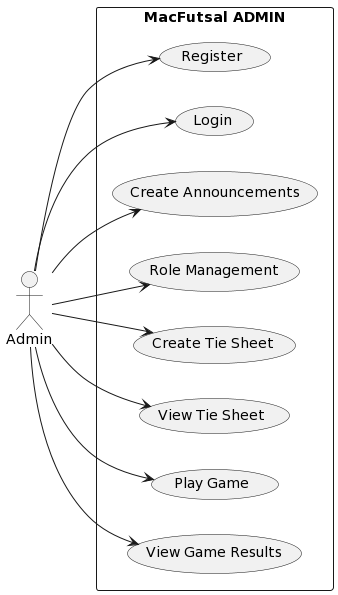 MacFutsal ADMIN
Register
Login
Create Announcements
Role Management
Admin
Create Tie Sheet
View Tie Sheet
Play Game
View Game Results